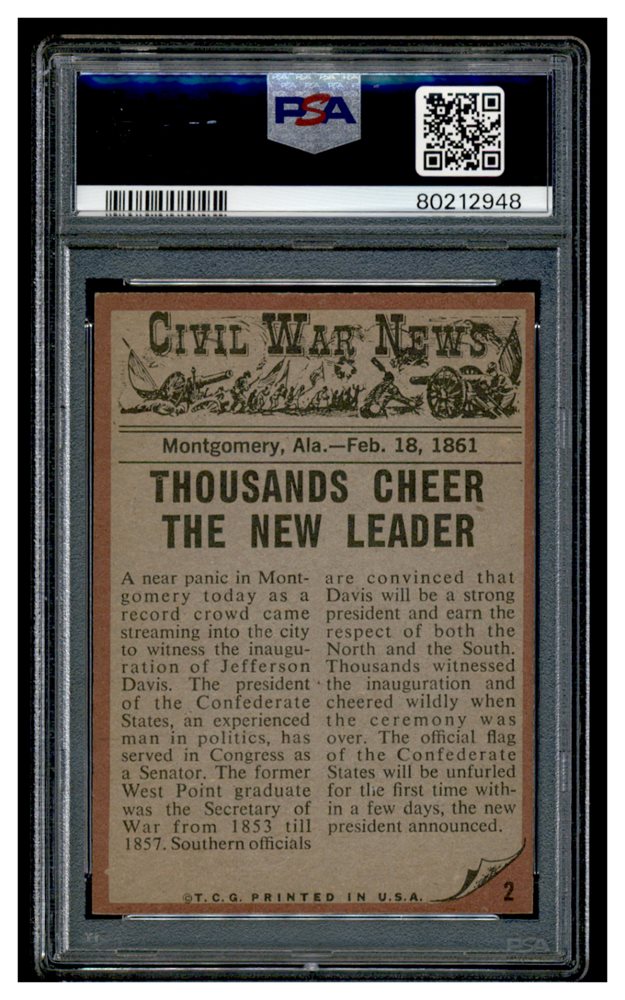 PSA
80212948
CIVIL WAR NEWS
Montgomery, Ala.—Feb. 18, 1861
THOUSANDS CHEER
THE NEW LEADER
A near panic in Mont-
gomery today as a
record crowd came
streaming into the city
to witness the inaugu-
ration of Jefferson
Davis. The president
of the Confederate
States, an experienced
man in politics, has
served in Congress as
a Senator. The former
West Point graduate
was the Secretary of
War from 1853 till
1857. Southern officials
are convinced that
Davis will be a strong
president and earn the
respect of both the
North and the South.
Thousands witnessed
the inauguration and
cheered wildly when
the ceremony was
over. The official flag
of the Confederate
States will be unfurled
for the first time with-
in a few days, the new
president announced.
©T.C.G. PRINTED IN U.S.A.
2
PSA